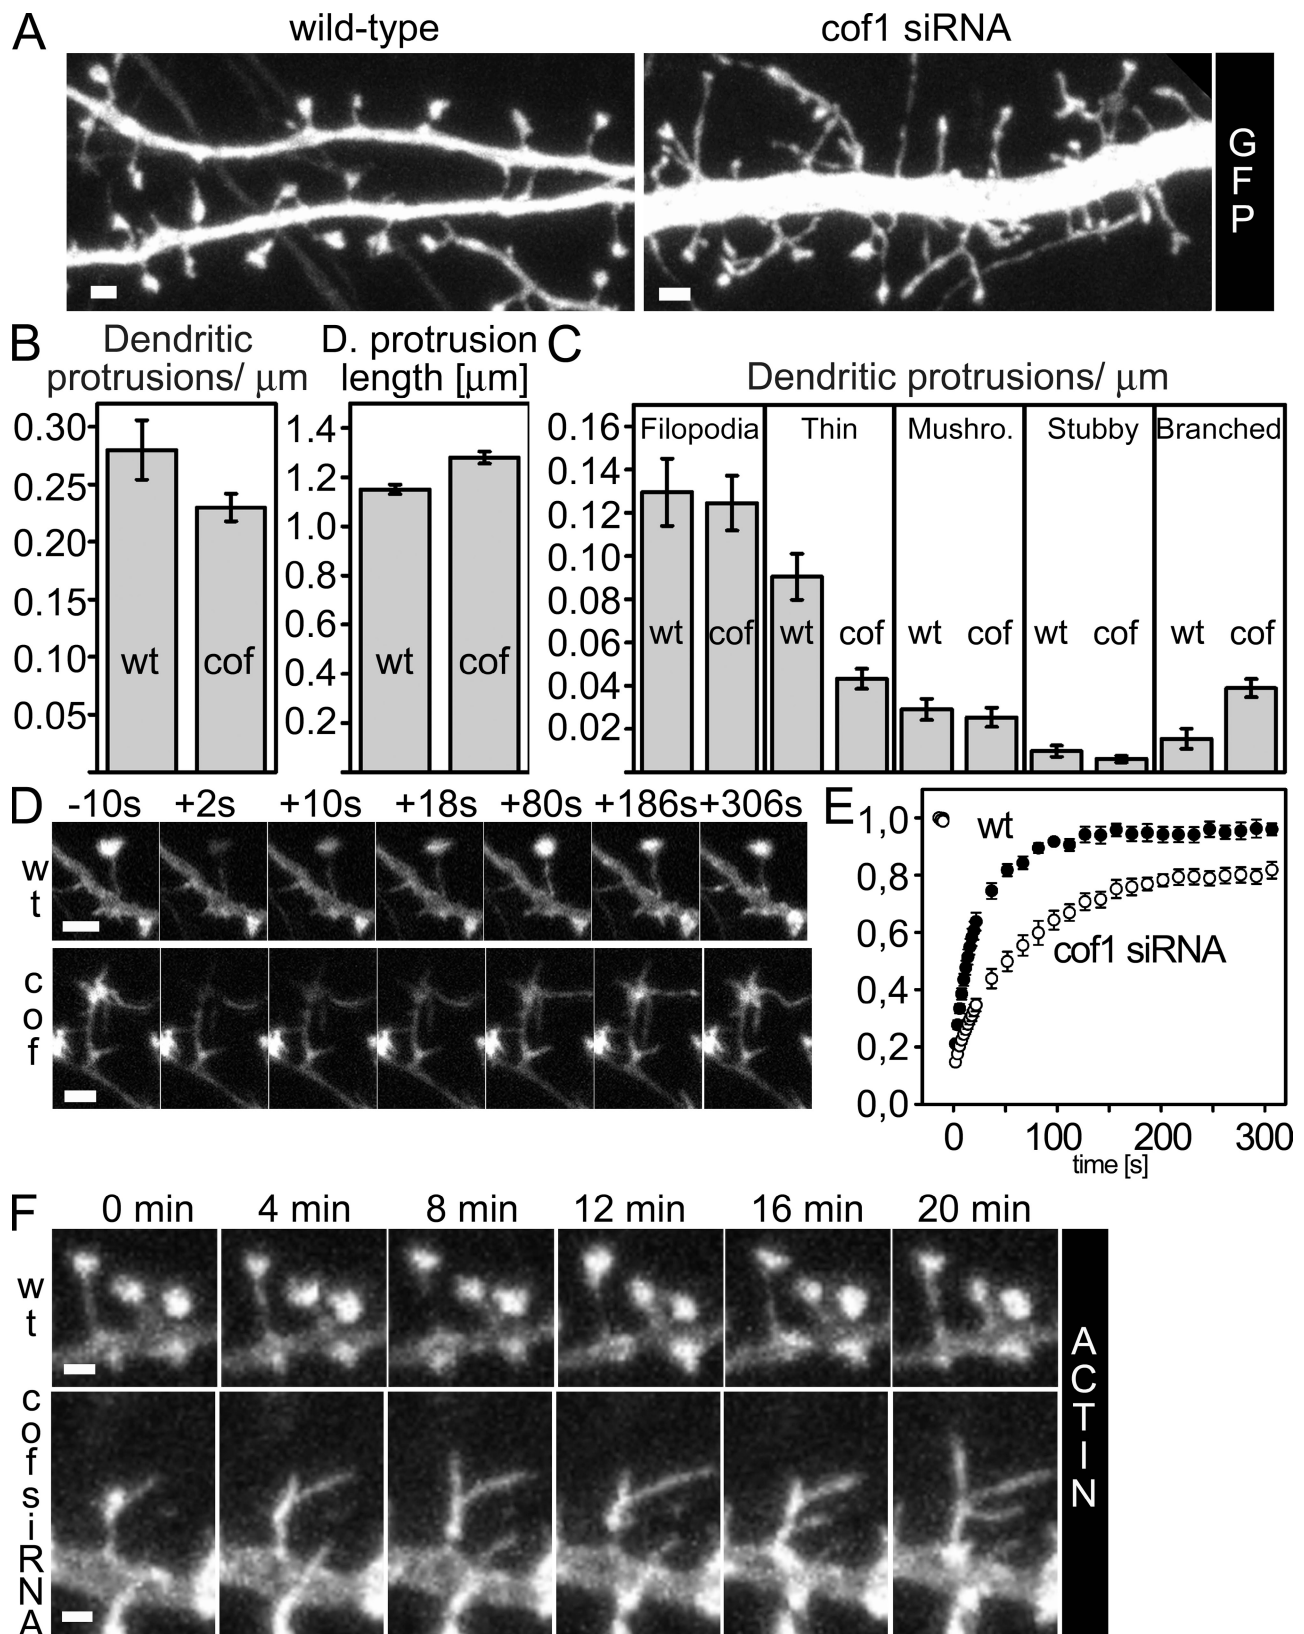 A
wild-type
cof1 siRNA
G
F
P
B
Dendritic
protrusions/ μm
0.30
0.25
0.20
0.15
0.10
0.05
wt
cof
D. protrusion
length [μm]
1.4
1.2
1.0
0.8
0.6
0.4
0.2
wt
cof
C
Dendritic protrusions/ μm
0.16
0.14
0.12
0.10
0.08
0.06
0.04
0.02
Filopodia
Thin
Mushro.
Stubby
Branched
wt
cof
wt
cof
wt
cof
wt
cof
wt
cof
D
-10s
+2s
+10s
+18s
+80s
+186s
+306s
w
t
c
o
f
E
1,0
0,8
0,6
0,4
0,2
0,0
wt
cof1 siRNA
0
100
200
300
time [s]
F
0 min
4 min
8 min
12 min
16 min
20 min
w
t
c
o
f
s
i
R
N
A
A
C
T
I
N